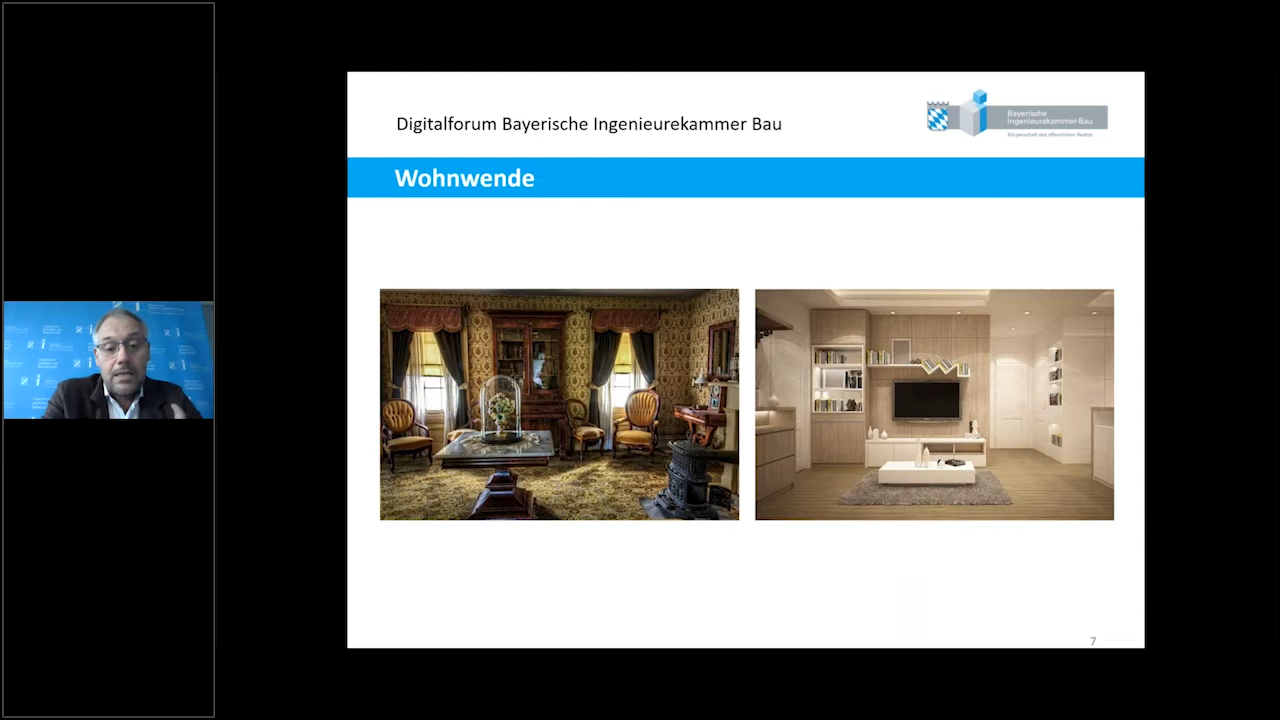 Digitalforum Bayerische Ingenieurekammer Bau
Bayerische
Ingenieurekammer-Bau
Körperschaft des öffentlichen Rechts
Wohnwende
7